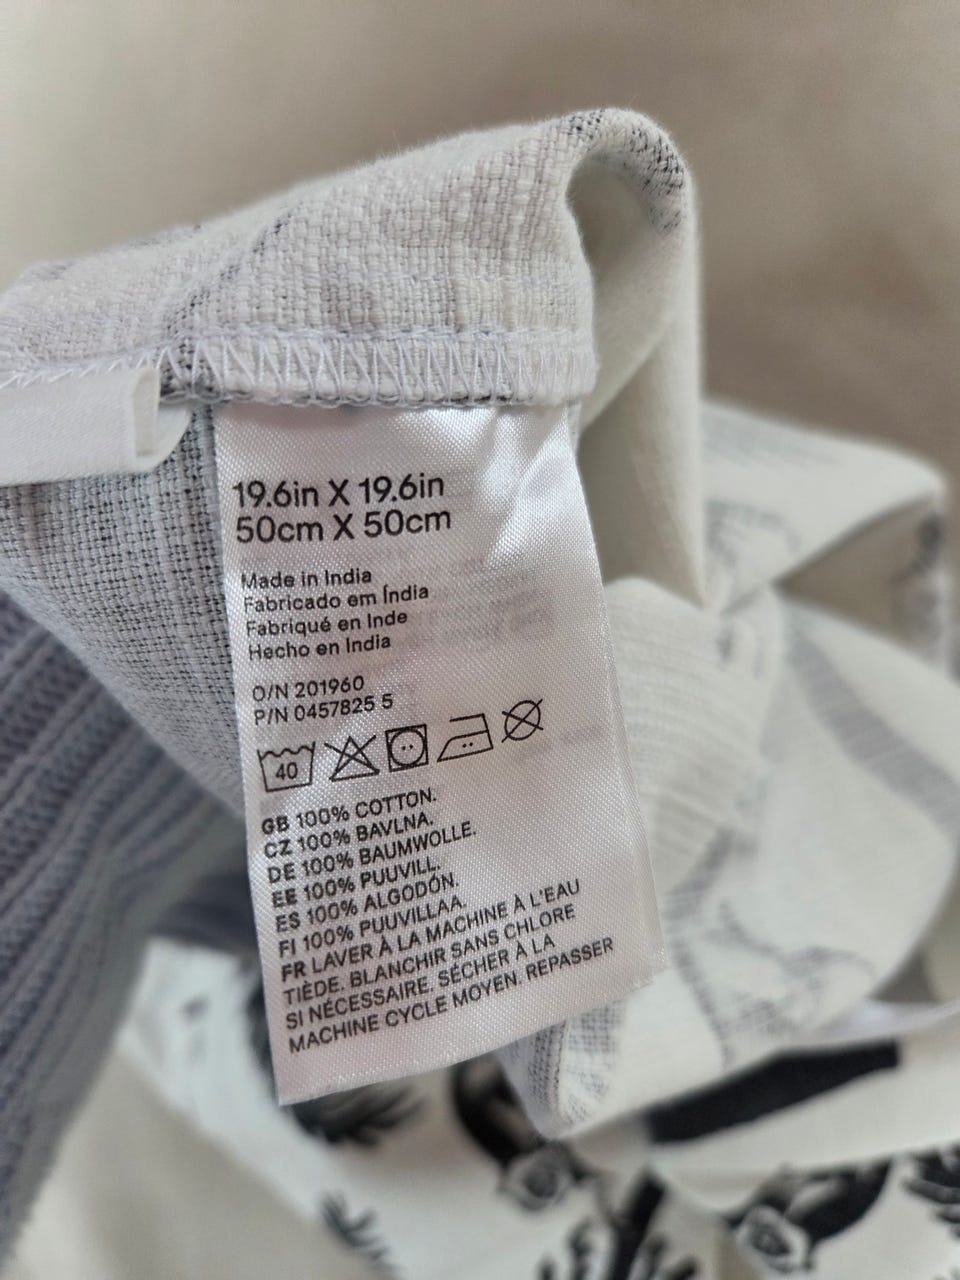 19.6in X 19.6in
50cm X 50cm
Made in India
Fabricado em Índia
Fabriqué en Inde
Hecho en India
O/N 201960
P/N 0457825 5
40
GB 100% COTTON.
CZ 100% BAVLNA.
DE 100% BAUMWOLLE.
EE 100% PUUVILL.
ES 100% ALGODÓN.
FI 100% PUUVILLAA.
FR LAVER À LA MACHINE À L'EAU
TIÈDE. BLANCHIR SANS CHLORE
SI NÉCESSAIRE. SÉCHER À LA
MACHINE CYCLE MOYEN. REPASSER